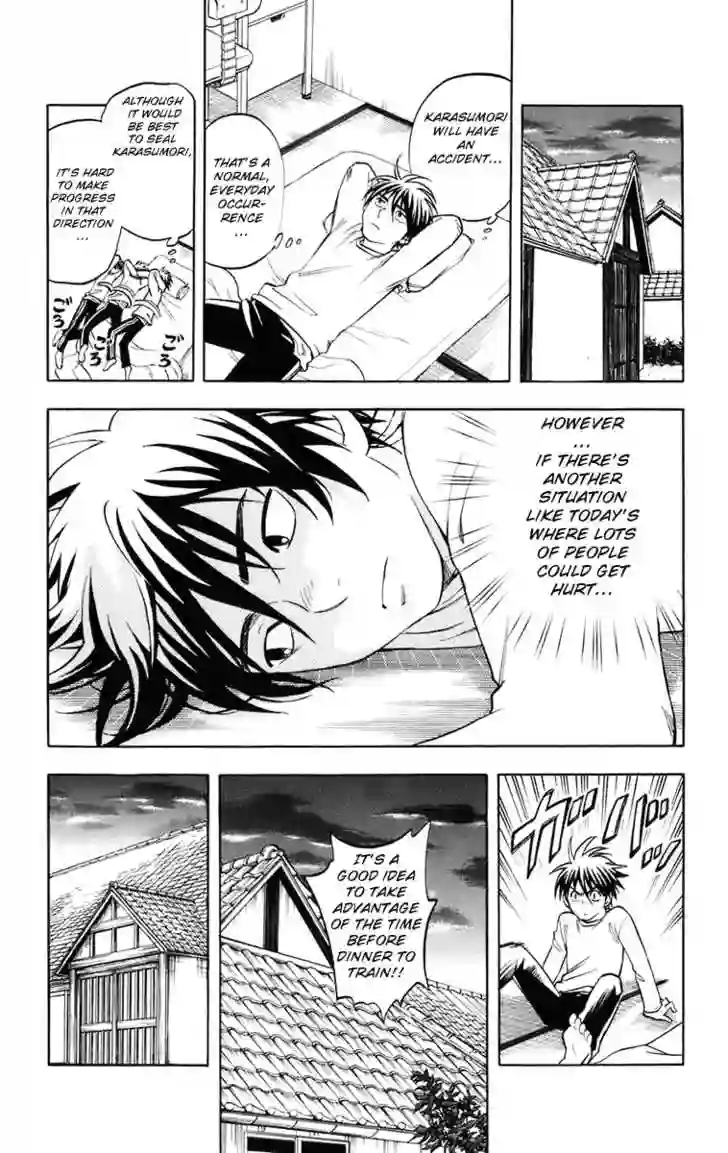 KARASUMORI
WILL HAVE
AN
ACCIDENT...
THAT'S A
NORMAL,
EVERYDAY
OCCUR-
RENCE
...
ALTHOUGH
IT WOULD
BE BEST
TO SEAL
KARASUMORI,
IT'S HARD
TO MAKE
PROGRESS
IN THAT
DIRECTION
...
ごろ
ごろ
HOWEVER
...
IF THERE'S
ANOTHER
SITUATION
LIKE TODAY'S
WHERE LOTS
OF PEOPLE
COULD GET
HURT...
ガバッ
IT'S A
GOOD IDEA
TO TAKE
ADVANTAGE
OF THE TIME
BEFORE
DINNER TO
TRAIN!!